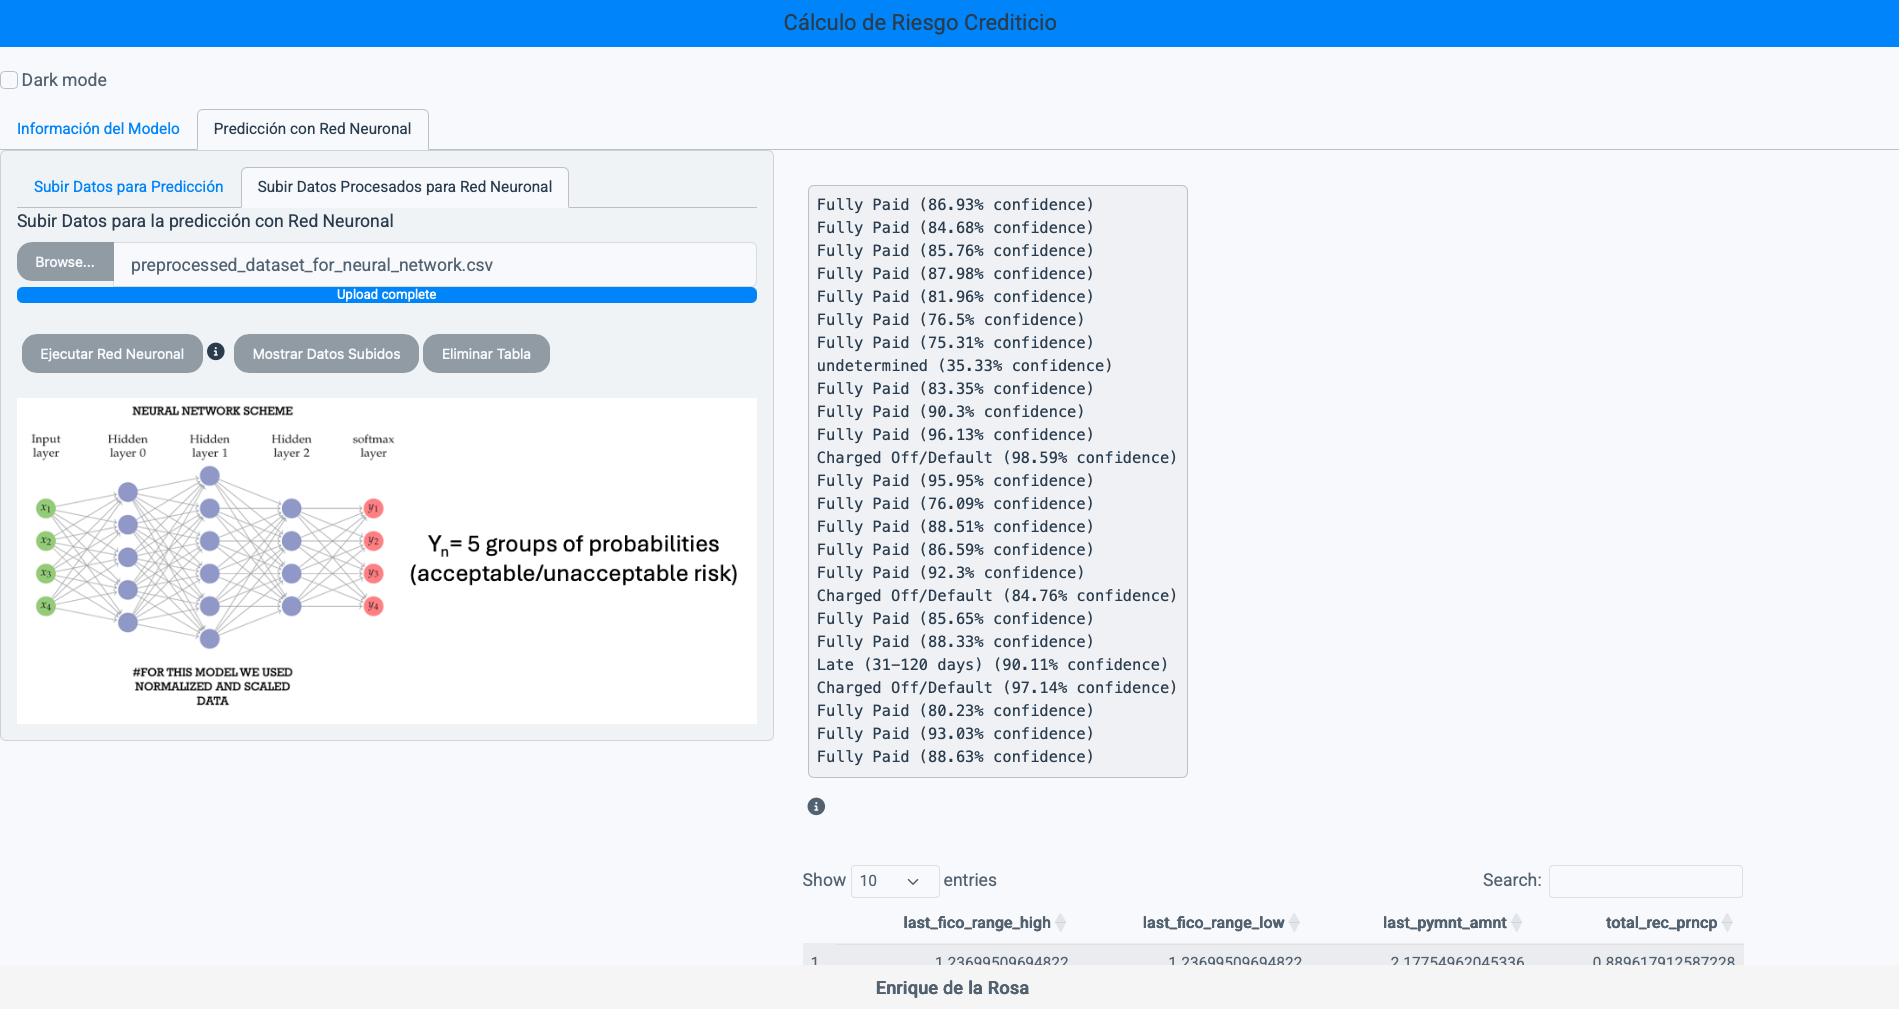 Cálculo de Riesgo Crediticio
Dark mode
Información del Modelo
Predicción con Red Neuronal
Subir Datos para Predicción
Subir Datos Procesados para Red Neuronal
Subir Datos para la predicción con Red Neuronal
Browse...
preprocessed_dataset_for_neural_network.csv
Upload complete
Ejecutar Red Neuronal
Mostrar Datos Subidos
Eliminar Tabla
NEURAL NETWORK SCHEME
Input layer
Hidden layer 0
Hidden layer 1
Hidden layer 2
softmax layer
x1
x2
x3
x4
y1
y2
y3
y4
Yn= 5 groups of probabilities
(acceptable/unacceptable risk)
#FOR THIS MODEL WE USED
NORMALIZED AND SCALED
DATA
Fully Paid (86.93% confidence)
Fully Paid (84.68% confidence)
Fully Paid (85.76% confidence)
Fully Paid (87.98% confidence)
Fully Paid (81.96% confidence)
Fully Paid (76.5% confidence)
Fully Paid (75.31% confidence)
undetermined (35.33% confidence)
Fully Paid (83.35% confidence)
Fully Paid (90.3% confidence)
Fully Paid (96.13% confidence)
Charged Off/Default (98.59% confidence)
Fully Paid (95.95% confidence)
Fully Paid (76.09% confidence)
Fully Paid (88.51% confidence)
Fully Paid (86.59% confidence)
Fully Paid (92.3% confidence)
Charged Off/Default (84.76% confidence)
Fully Paid (85.65% confidence)
Fully Paid (88.33% confidence)
Late (31-120 days) (90.11% confidence)
Charged Off/Default (97.14% confidence)
Fully Paid (80.23% confidence)
Fully Paid (93.03% confidence)
Fully Paid (88.63% confidence)
Show 10 entries
Search:
last_fico_range_high last_fico_range_low last_pymnt_amnt total_rec_prncp
1 1.23699509694822 1.23699509694822 2.17754962045336 0.889617912587228
Enrique de la Rosa